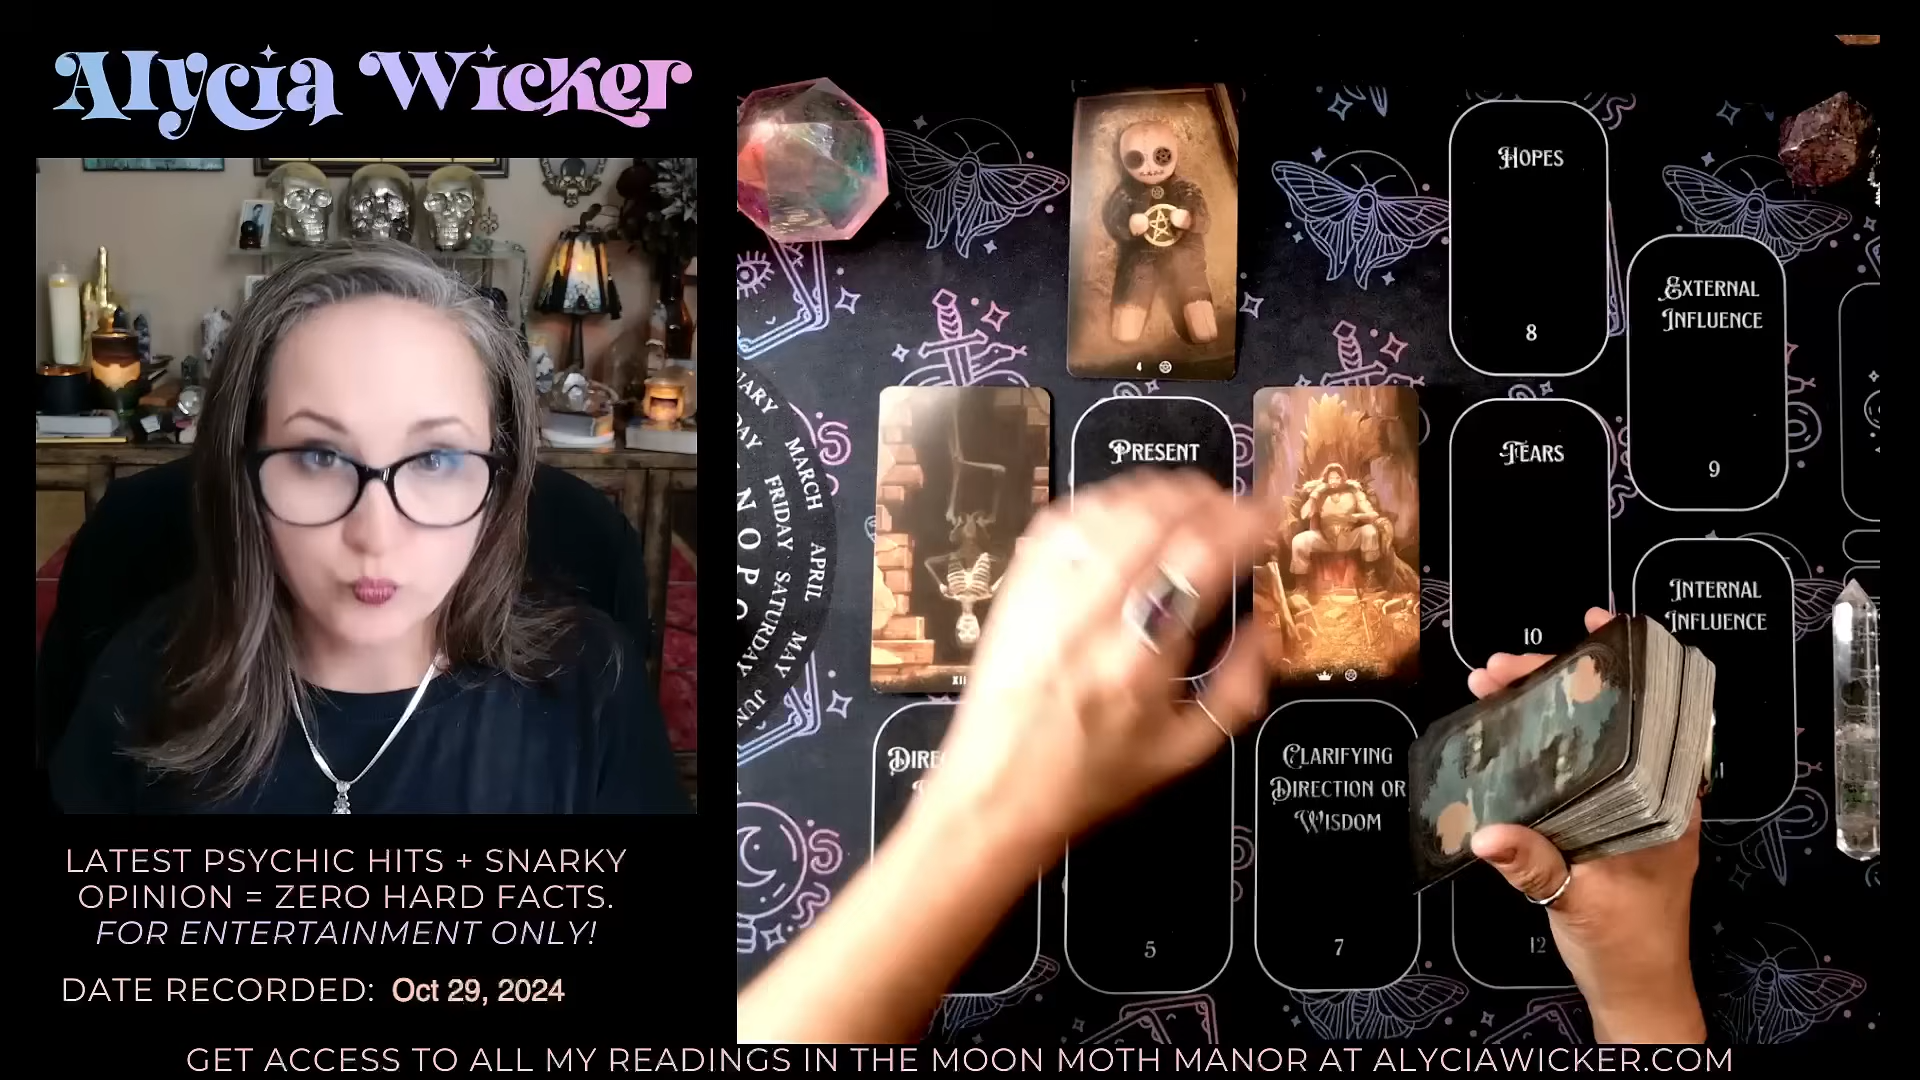 Alycia Wicker
LATEST PSYCHIC HITS + SNARKY
OPINION = ZERO HARD FACTS.
FOR ENTERTAINMENT ONLY!
DATE RECORDED: Oct 29, 2024
HOPES
8
EXTERNAL
INFLUENCE
9
PRESENT
FEARS
10
INTERNAL
INFLUENCE
4
MARCH
APRIL
MAY
FRIDAY
SATURDAY
CLARIFYING
DIRECTION OR
WISDOM
5
7
12
GET ACCESS TO ALL MY READINGS IN THE MOON MOTH MANOR AT ALYCIAWICKER.COM